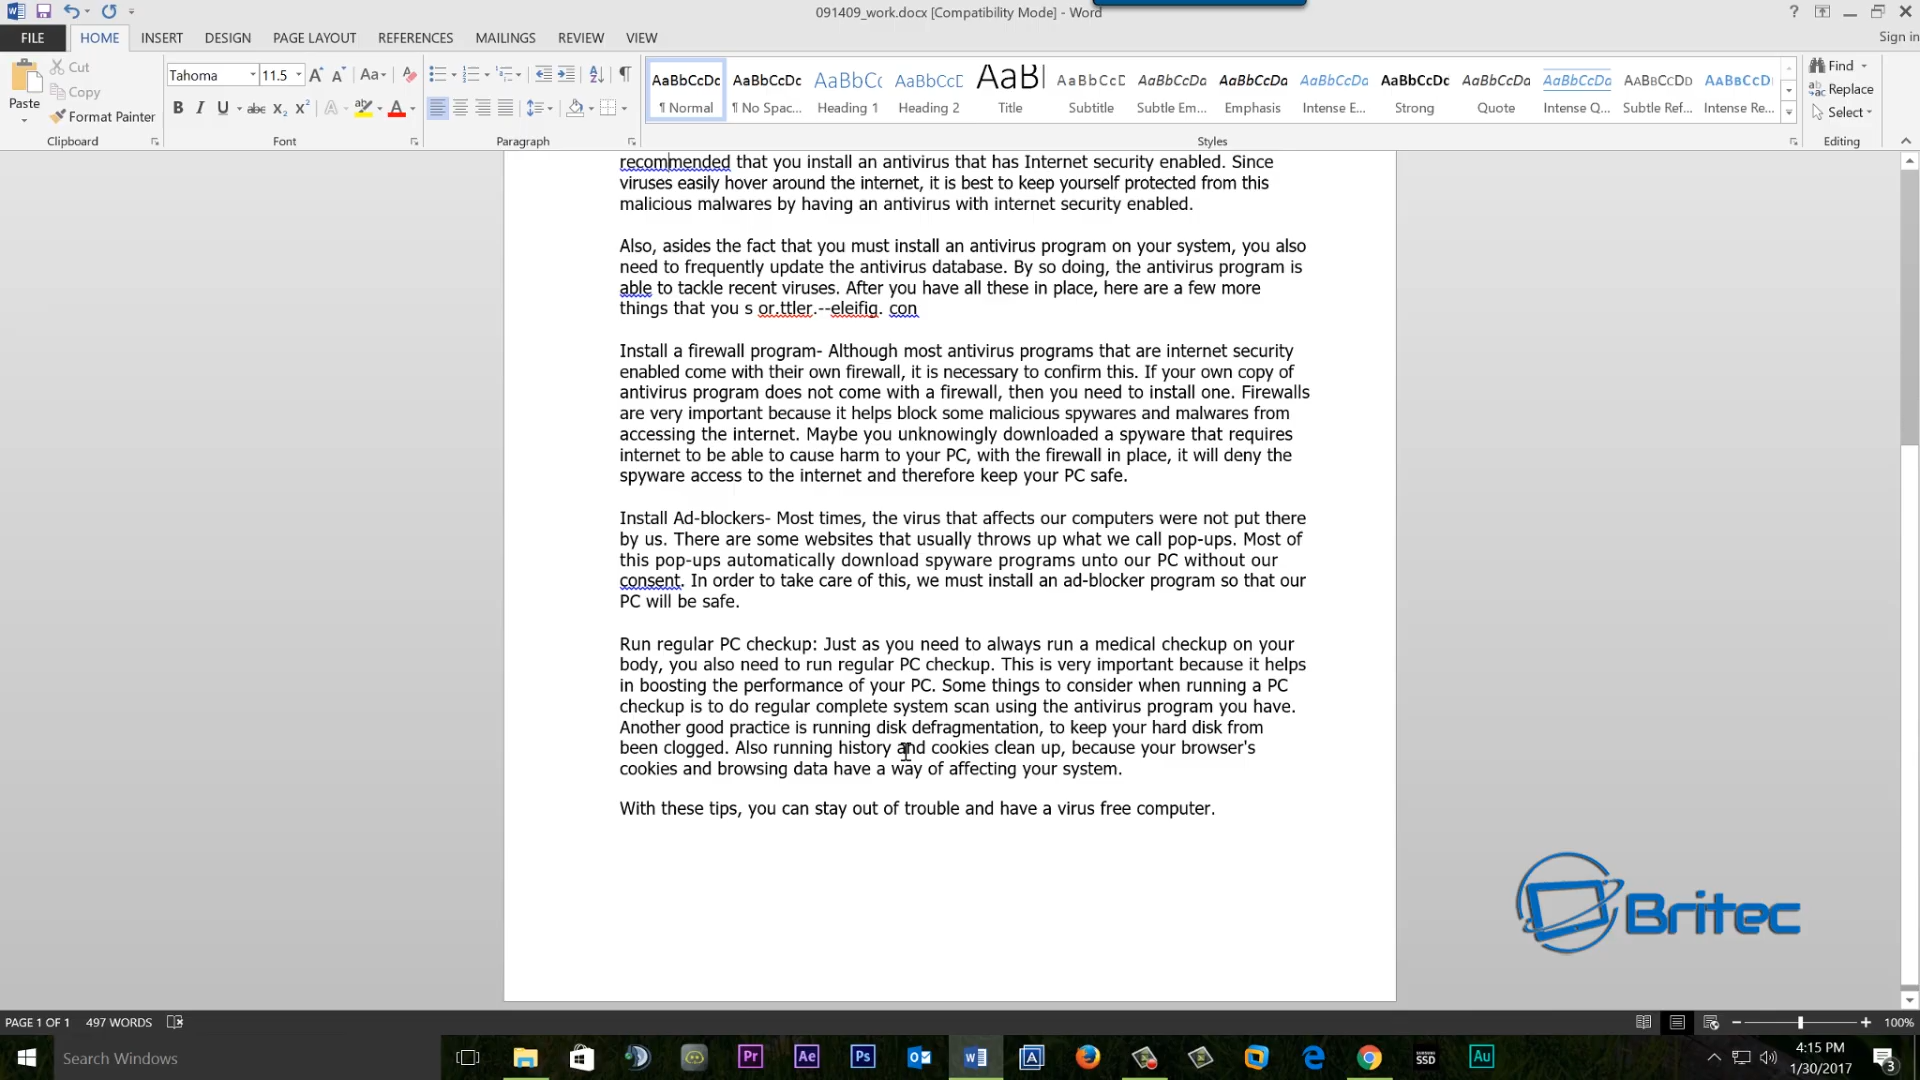 091409_work.docx [Compatibility Mode] - Word
FILE HOME INSERT DESIGN PAGE LAYOUT REFERENCES MAILINGS REVIEW VIEW Sign in
Cut
Copy
Format Painter
Paste
Clipboard
Tahoma 11.5
Font
Paragraph
AaBbCcDc AaBbCcDc AaBbCc AaBbCcD AaB AaBbCcD AaBbCcDa AaBbCcDa AaBbCcDa AaBbCcDc AaBbCcDa AaBbCcDa AaBbCcDd AaBbCcD
¶ Normal ¶ No Spac... Heading 1 Heading 2 Title Subtitle Subtle Em... Emphasis Intense E... Strong Quote Intense Q... Subtle Ref... Intense Re...
Styles
Find
Replace
Select
Editing
recommended that you install an antivirus that has Internet security enabled. Since
viruses easily hover around the internet, it is best to keep yourself protected from this
malicious malwares by having an antivirus with internet security enabled.
Also, asides the fact that you must install an antivirus program on your system, you also
need to frequently update the antivirus database. By so doing, the antivirus program is
able to tackle recent viruses. After you have all these in place, here are a few more
things that you s or.ttler.--eleifig. con
Install a firewall program- Although most antivirus programs that are internet security
enabled come with their own firewall, it is necessary to confirm this. If your own copy of
antivirus program does not come with a firewall, then you need to install one. Firewalls
are very important because it helps block some malicious spywares and malwares from
accessing the internet. Maybe you unknowingly downloaded a spyware that requires
internet to be able to cause harm to your PC, with the firewall in place, it will deny the
spyware access to the internet and therefore keep your PC safe.
Install Ad-blockers- Most times, the virus that affects our computers were not put there
by us. There are some websites that usually throws up what we call pop-ups. Most of
this pop-ups automatically download spyware programs unto our PC without our
consent. In order to take care of this, we must install an ad-blocker program so that our
PC will be safe.
Run regular PC checkup: Just as you need to always run a medical checkup on your
body, you also need to run regular PC checkup. This is very important because it helps
in boosting the performance of your PC. Some things to consider when running a PC
checkup is to do regular complete system scan using the antivirus program you have.
Another good practice is running disk defragmentation, to keep your hard disk from
been clogged. Also running history and cookies clean up, because your browser's
cookies and browsing data have a way of affecting your system.
With these tips, you can stay out of trouble and have a virus free computer.
Britec
PAGE 1 OF 1 497 WORDS 100%
Search Windows
Pr Ae Ps SSD Au
4:15 PM
1/30/2017
3